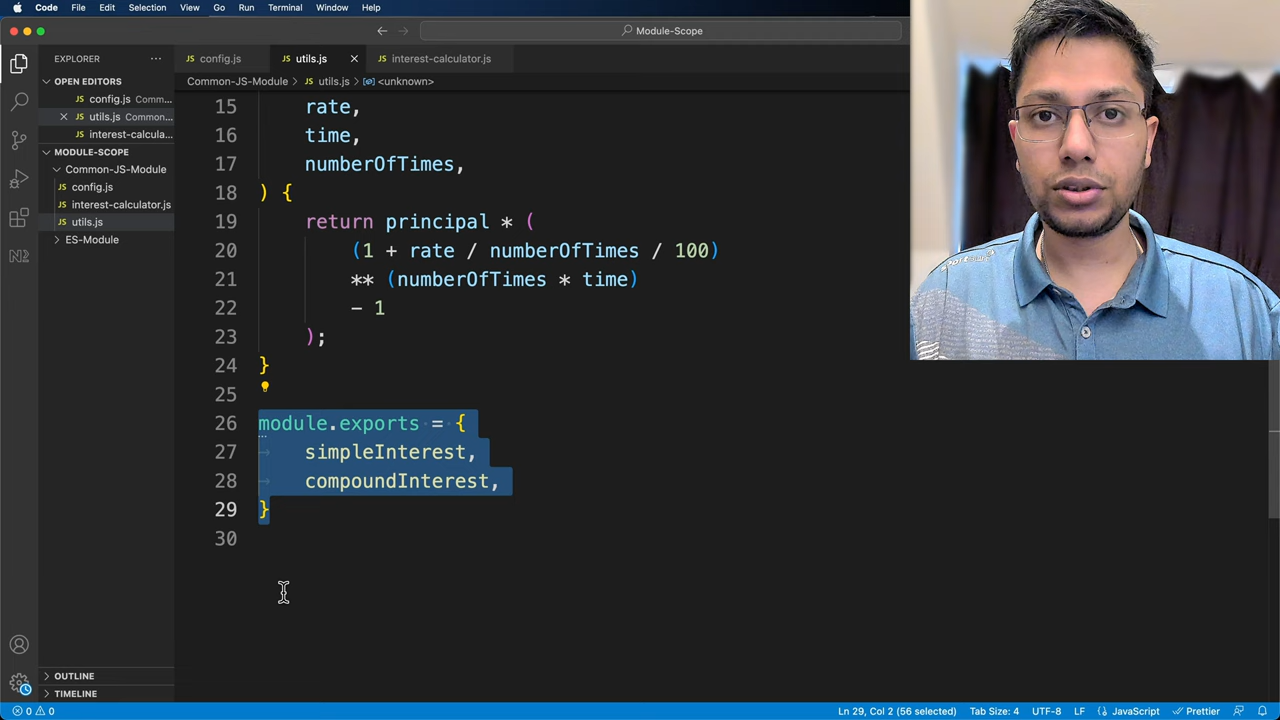 Code File Edit Selection View Go Run Terminal Window Help
Module-Scope
EXPLORER
config.js utils.js interest-calculator.js
OPEN EDITORS
Common-JS-Module > utils.js > <unknown>
config.js Comm...
utils.js Common...
interest-calcula...
MODULE-SCOPE
Common-JS-Module
config.js
interest-calculator.js
utils.js
ES-Module
15 rate,
16 time,
17 numberOfTimes,
18 ) {
19 return principal * (
20 (1 + rate / numberOfTimes / 100)
21 ** (numberOfTimes * time)
22 - 1
23 );
24 }
25
26 module.exports = {
27 simpleInterest,
28 compoundInterest,
29 }
30
OUTLINE
TIMELINE
0 0 Ln 29, Col 2 (56 selected) Tab Size: 4 UTF-8 LF {} JavaScript Prettier